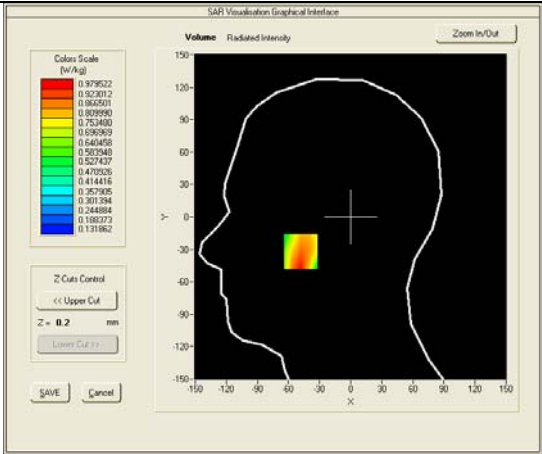 SAR Visualisation Graphical Interface
Volume Radiated Intensity
Zoom In/Out
Colors Scale
(W/kg)
0.979522
0.923012
0.866501
0.809990
0.753480
0.696969
0.640458
0.583948
0.527437
0.470926
0.414416
0.357905
0.301394
0.244884
0.188373
0.131862
Z-Cuts Control
<< Upper Cut
Z = 0.2 mm
Lower Cut >>
SAVE Cancel
150
120
90
60
30
0
-30
-60
-90
-120
-150
Y
-150 -120 -90 -60 -30 0 30 60 90 120 150
X